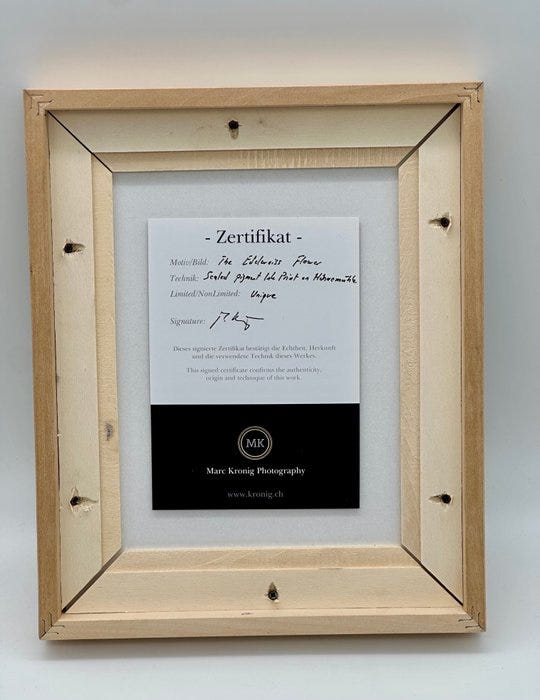 - Zertifikat -
Motiv/Bild: The Edelweiss Flower
Technik: Sealed pigment Ink Print on Hahnemühle
Limited/NonLimited: Unique
Signature:
Dieses signierte Zertifikat bestätigt die Echtheit, Herkunft
und die verwendete Technik dieses Werkes.
This signed certificate confirms the authenticity,
origin and technique of this work.
MK
Marc Kronig Photography
www.kronig.ch